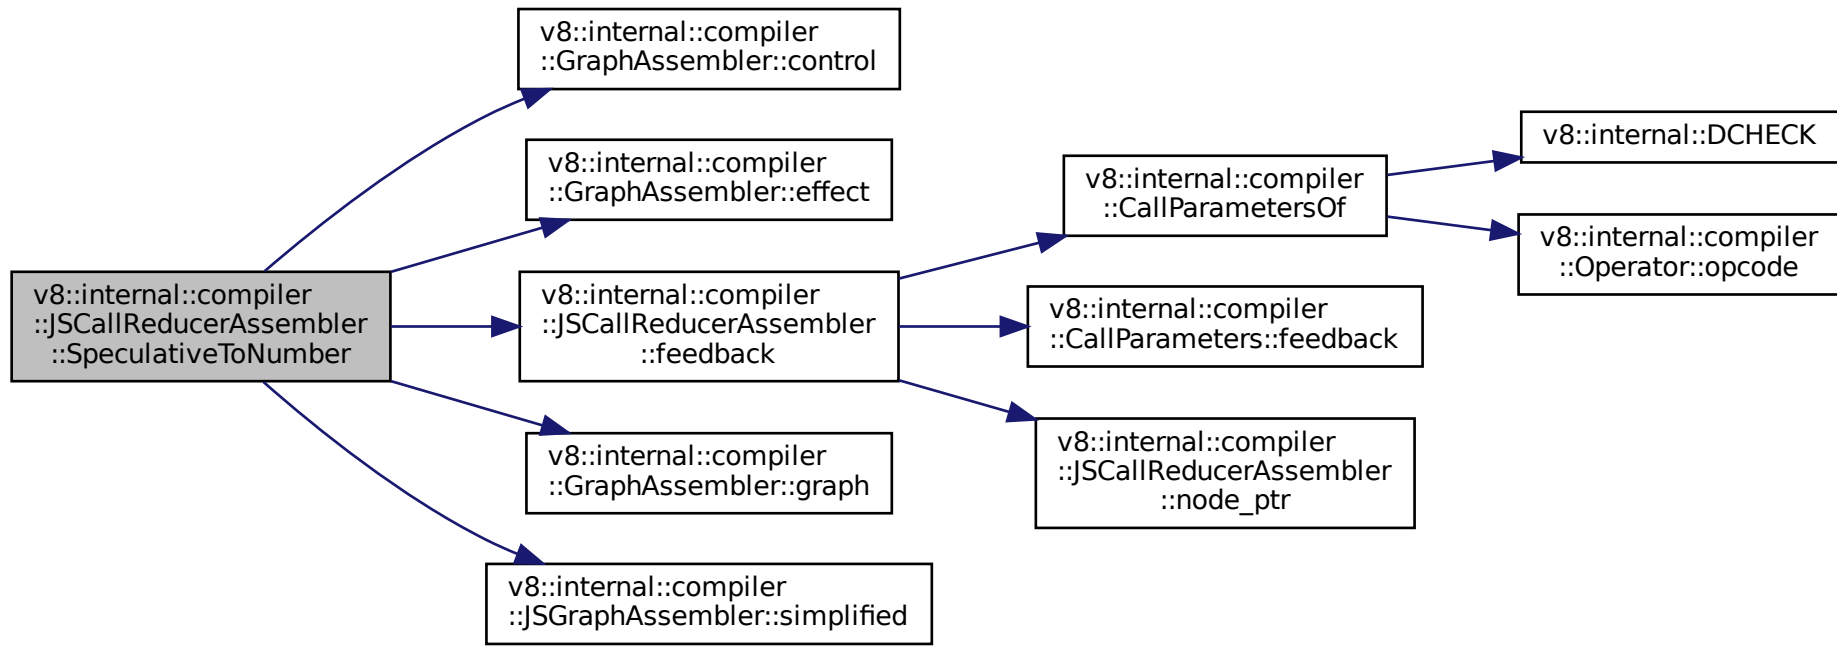 v8::internal::compiler
::JSCallReducerAssembler
::SpeculativeToNumber
v8::internal::compiler
::GraphAssembler::control
v8::internal::compiler
::GraphAssembler::effect
v8::internal::compiler
::JSCallReducerAssembler
::feedback
v8::internal::compiler
::GraphAssembler::graph
v8::internal::compiler
::JSGraphAssembler::simplified
v8::internal::compiler
::CallParametersOf
v8::internal::compiler
::CallParameters::feedback
v8::internal::compiler
::JSCallReducerAssembler
::node_ptr
v8::internal::DCHECK
v8::internal::compiler
::Operator::opcode